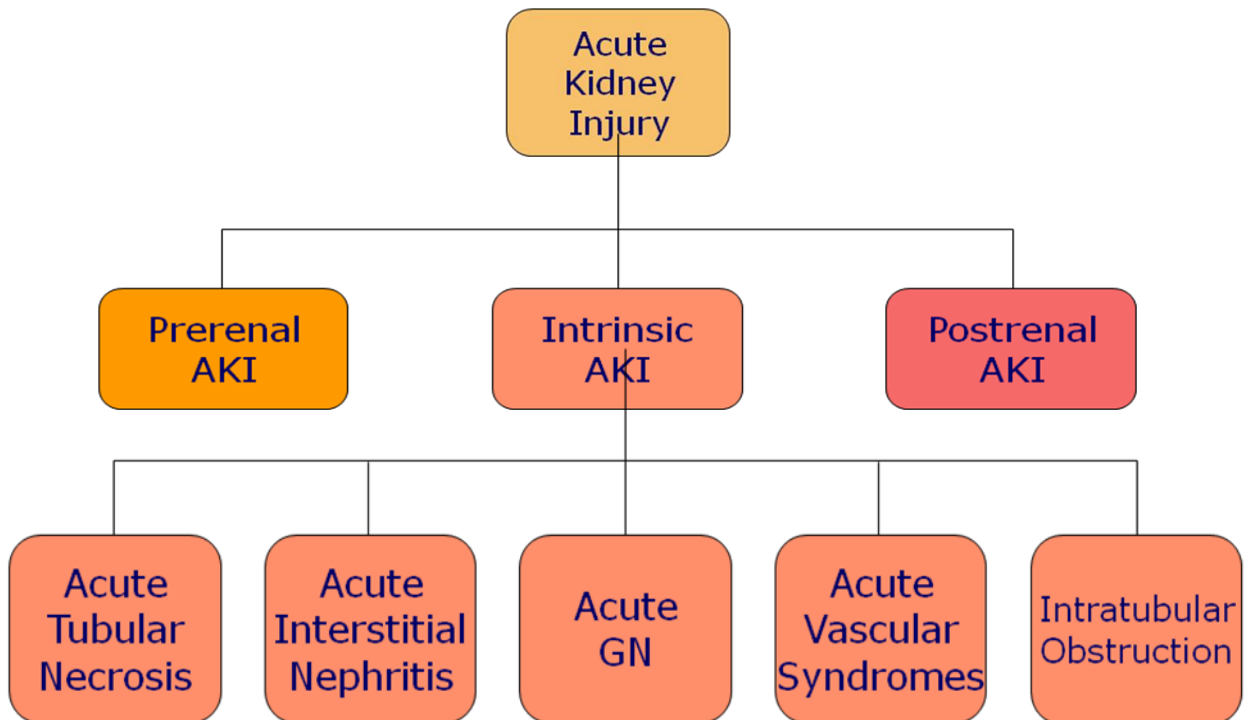 Acute
Kidney
Injury
Prerenal
AKI
Intrinsic
AKI
Postrenal
AKI
Acute
Tubular
Necrosis
Acute
Interstitial
Nephritis
Acute
GN
Acute
Vascular
Syndromes
Intratubular
Obstruction